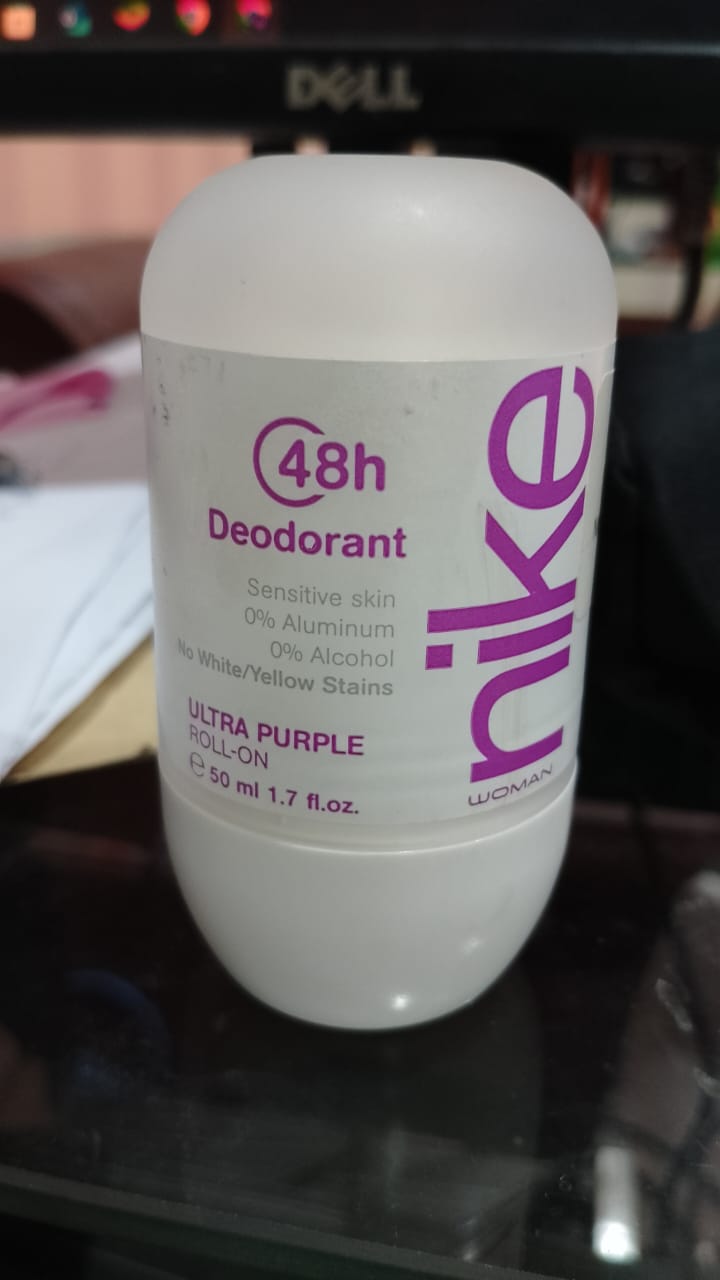 DELL
48h
Deodorant
Sensitive skin
0% Aluminum
0% Alcohol
No White/Yellow Stains
ULTRA PURPLE
ROLL-ON
℮ 50 ml 1.7 fl.oz.
nike
WOMAN